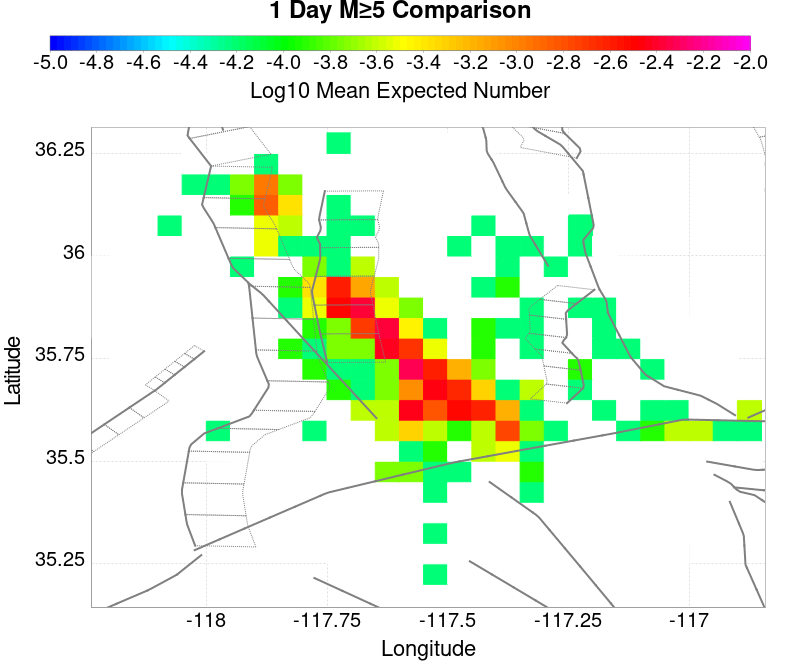 1 Day M≥5 Comparison
-5.0 -4.8 -4.6 -4.4 -4.2 -4.0 -3.8 -3.6 -3.4 -3.2 -3.0 -2.8 -2.6 -2.4 -2.2 -2.0
Log10 Mean Expected Number
36.25
36
35.75
35.5
35.25
Latitude
-118 -117.75 -117.5 -117.25 -117
Longitude